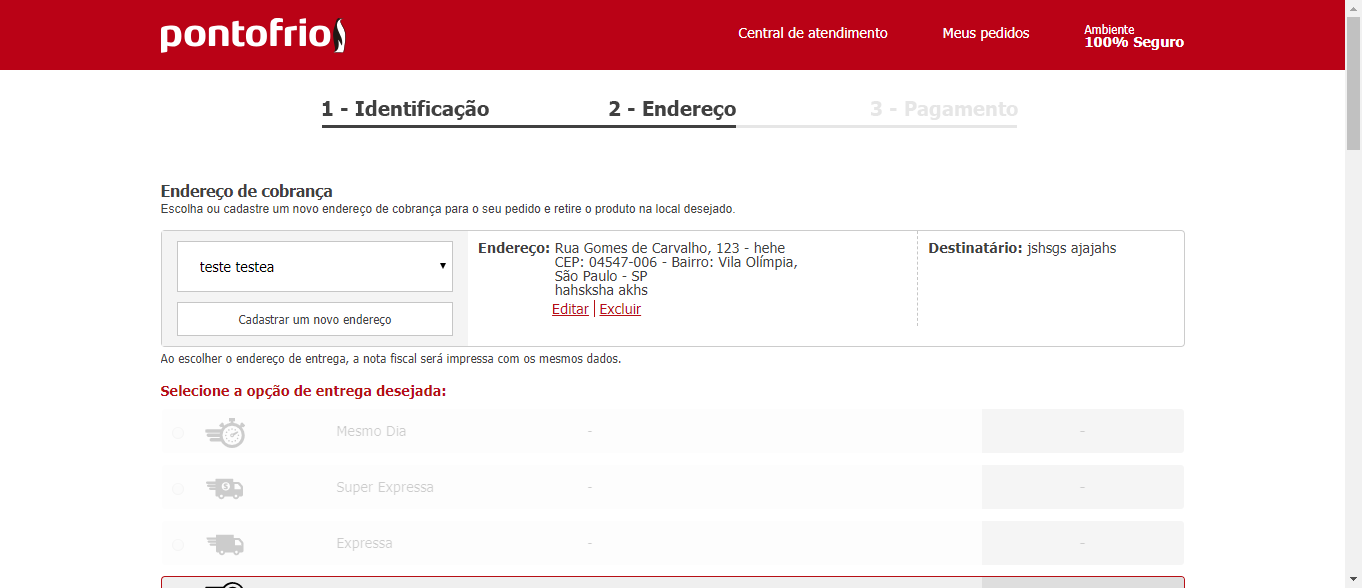 pontofrio
Central de atendimento
Meus pedidos
Ambiente
100% Seguro
1 - Identificação
2 - Endereço
3 - Pagamento
Endereço de cobrança
Escolha ou cadastre um novo endereço de cobrança para o seu pedido e retire o produto na local desejado.
teste testea
Cadastrar um novo endereço
Endereço: Rua Gomes de Carvalho, 123 - hehe
CEP: 04547-006 - Bairro: Vila Olímpia,
São Paulo - SP
hahsksha akhs
Editar | Excluir
Destinatário: jshsgs ajajahs
Ao escolher o endereço de entrega, a nota fiscal será impressa com os mesmos dados.
Selecione a opção de entrega desejada:
Mesmo Dia - -
Super Expressa - -
Expressa - -